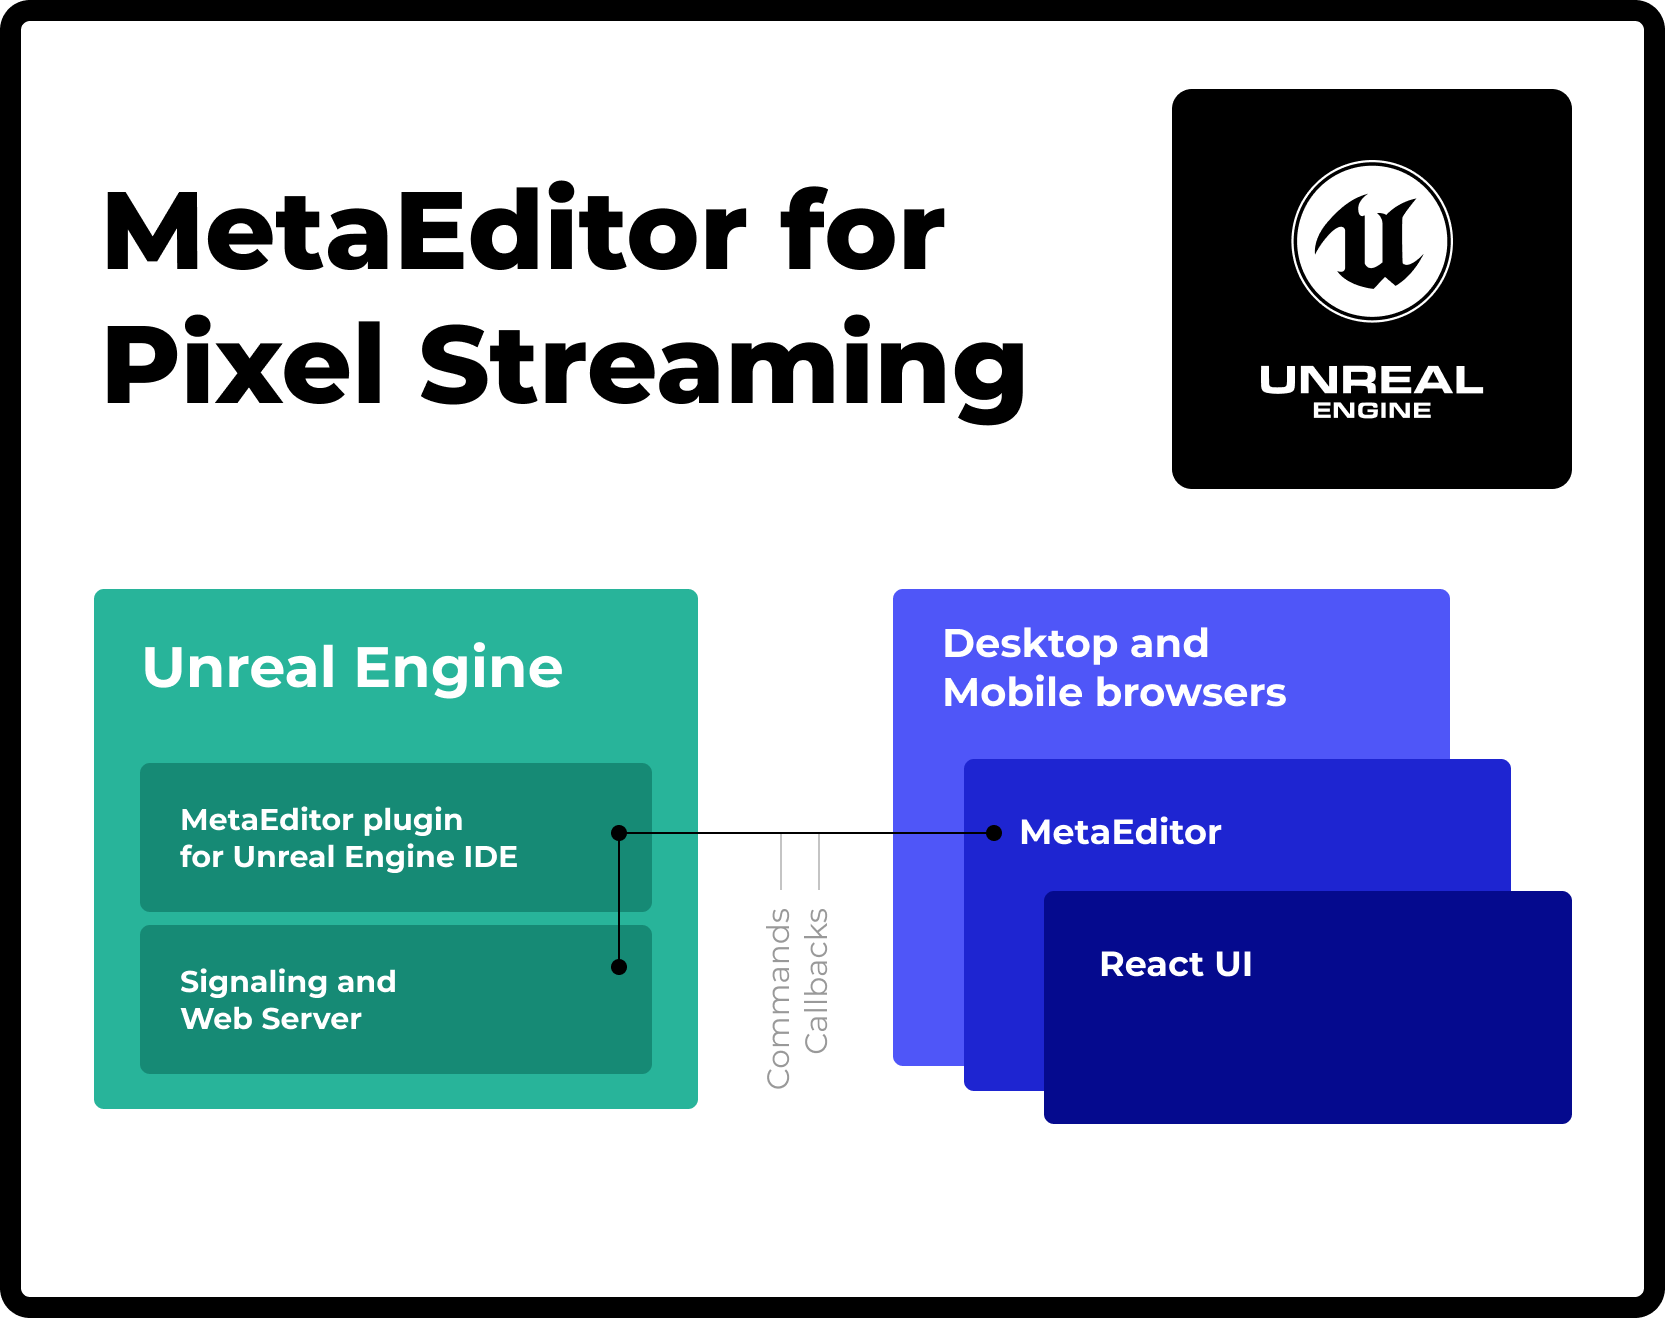 MetaEditor for
Pixel Streaming
UNREAL
ENGINE
Unreal Engine
MetaEditor plugin
for Unreal Engine IDE
Signaling and
Web Server
Commands
Callbacks
Desktop and
Mobile browsers
MetaEditor
React UI